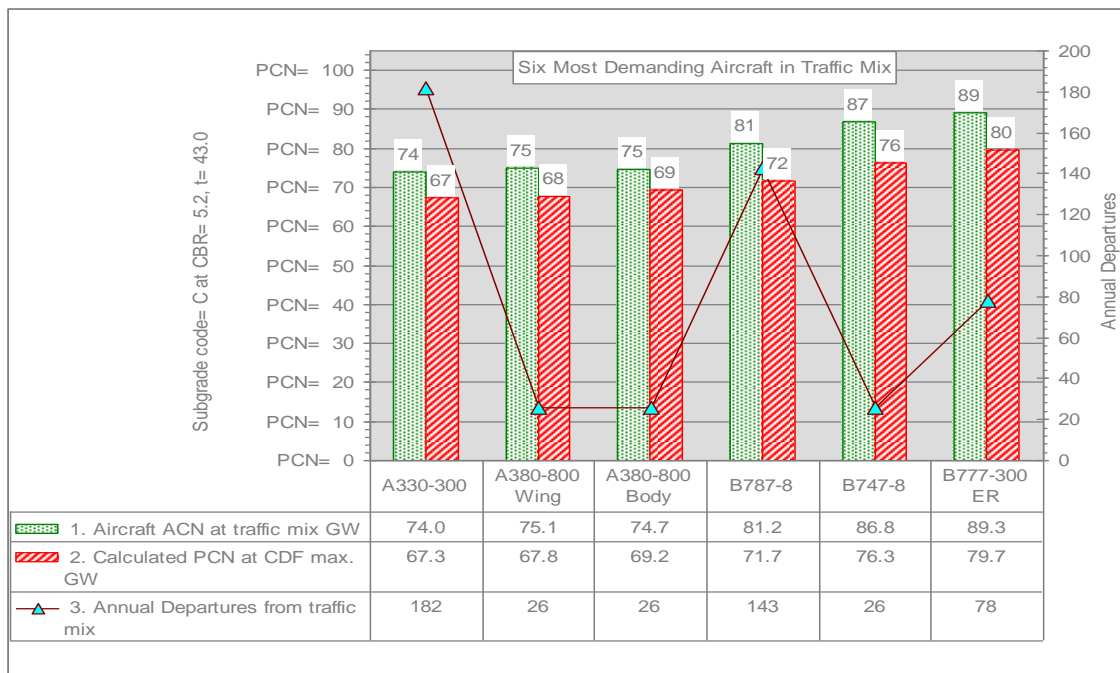 Six Most Demanding Aircraft in Traffic Mix
Subgrade code= C at CBR= 5.2, t= 43.0
PCN= 100
PCN= 90
PCN= 80
PCN= 70
PCN= 60
PCN= 50
PCN= 40
PCN= 30
PCN= 20
PCN= 10
PCN= 0
74
67
75
68
75
69
81
72
87
76
89
80
200
180
160
140
120
100
80
60
40
20
0
Annual Departures
A330-300 A380-800 Wing A380-800 Body B787-8 B747-8 B777-300 ER
1. Aircraft ACN at traffic mix GW 74.0 75.1 74.7 81.2 86.8 89.3
2. Calculated PCN at CDF max. GW 67.3 67.8 69.2 71.7 76.3 79.7
3. Annual Departures from traffic mix 182 26 26 143 26 78